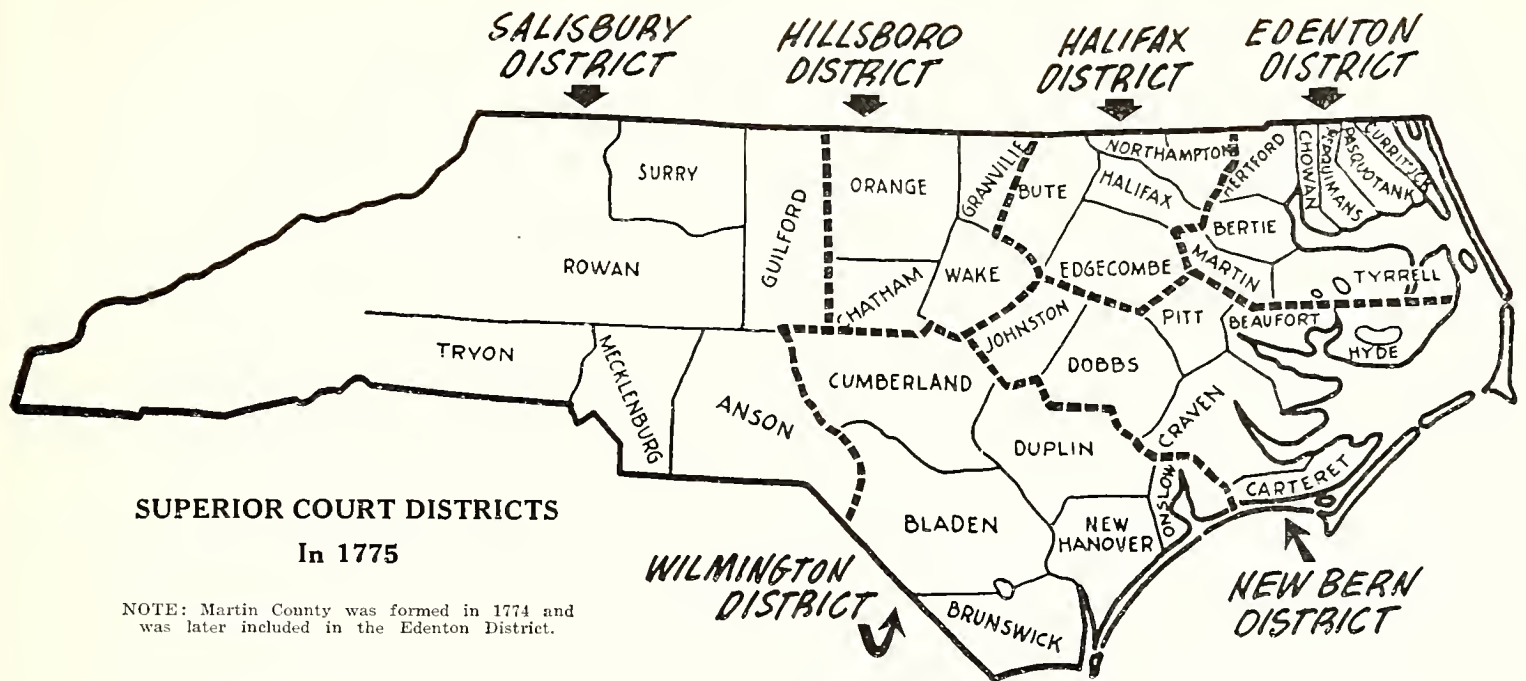 SALISBURY
DISTRICT
HILLSBORO
DISTRICT
HALIFAX
DISTRICT
EDENTON
DISTRICT
SURRY
ROWAN
GUILFORD
ORANGE
GRANVILLE
BUTE
NORTHAMPTON
HALIFAX
HERTFORD
CHOWAN
PERQUIMANS
PASQUOTANK
CURRITUCK
BERTIE
CHATHAM
WAKE
EDGECOMBE
MARTIN
TYRRELL
TRYON
MECKLENBURG
ANSON
CUMBERLAND
JOHNSTON
DOBBS
PITT
BEAUFORT
HYDE
CRAVEN
DUPLIN
ONSLOW
CARTERET
BLADEN
NEW
HANOVER
BRUNSWICK
WILMINGTON
DISTRICT
NEW BERN
DISTRICT
SUPERIOR COURT DISTRICTS
In 1775
NOTE: Martin County was formed in 1774 and
was later included in the Edenton District.